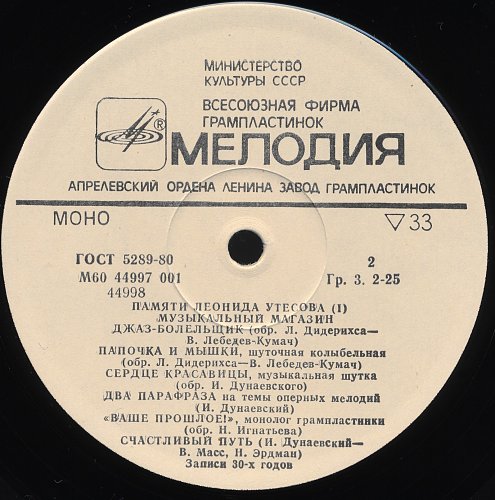 МИНИСТЕРСТВО
КУЛЬТУРЫ СССР
ВСЕСОЮЗНАЯ ФИРМА
ГРАМПЛАСТИНОК
®
МЕЛОДИЯ
АПРЕЛЕВСКИЙ ОРДЕНА ЛЕНИНА ЗАВОД ГРАМПЛАСТИНОК
МОНО ▽33
ГОСТ 5289-80 2
М60 44997 001 Гр. 3. 2-25
44998
ПАМЯТИ ЛЕОНИДА УТЕСОВА (1)
МУЗЫКАЛЬНЫЙ МАГАЗИН
ДЖАЗ-БОЛЕЛЬЩИК (обр. Л. Дидерихса—
В. Лебедев-Кумач)
ПАПОЧКА И МЫШКИ, шуточная колыбельная
(обр. Л. Дидерихса— В. Лебедев-Кумач)
СЕРДЦЕ КРАСАВИЦЫ, музыкальная шутка
(обр. И. Дунаевского)
ДВА ПАРАФРАЗА на темы оперных мелодий
(И. Дунаевский)
«ВАШЕ ПРОШЛОЕ!», монолог грампластинки
(обр. Н. Игнатьева)
СЧАСТЛИВЫЙ ПУТЬ (И. Дунаевский—
В. Масс, Н. Эрдман)
Записи 30-х годов